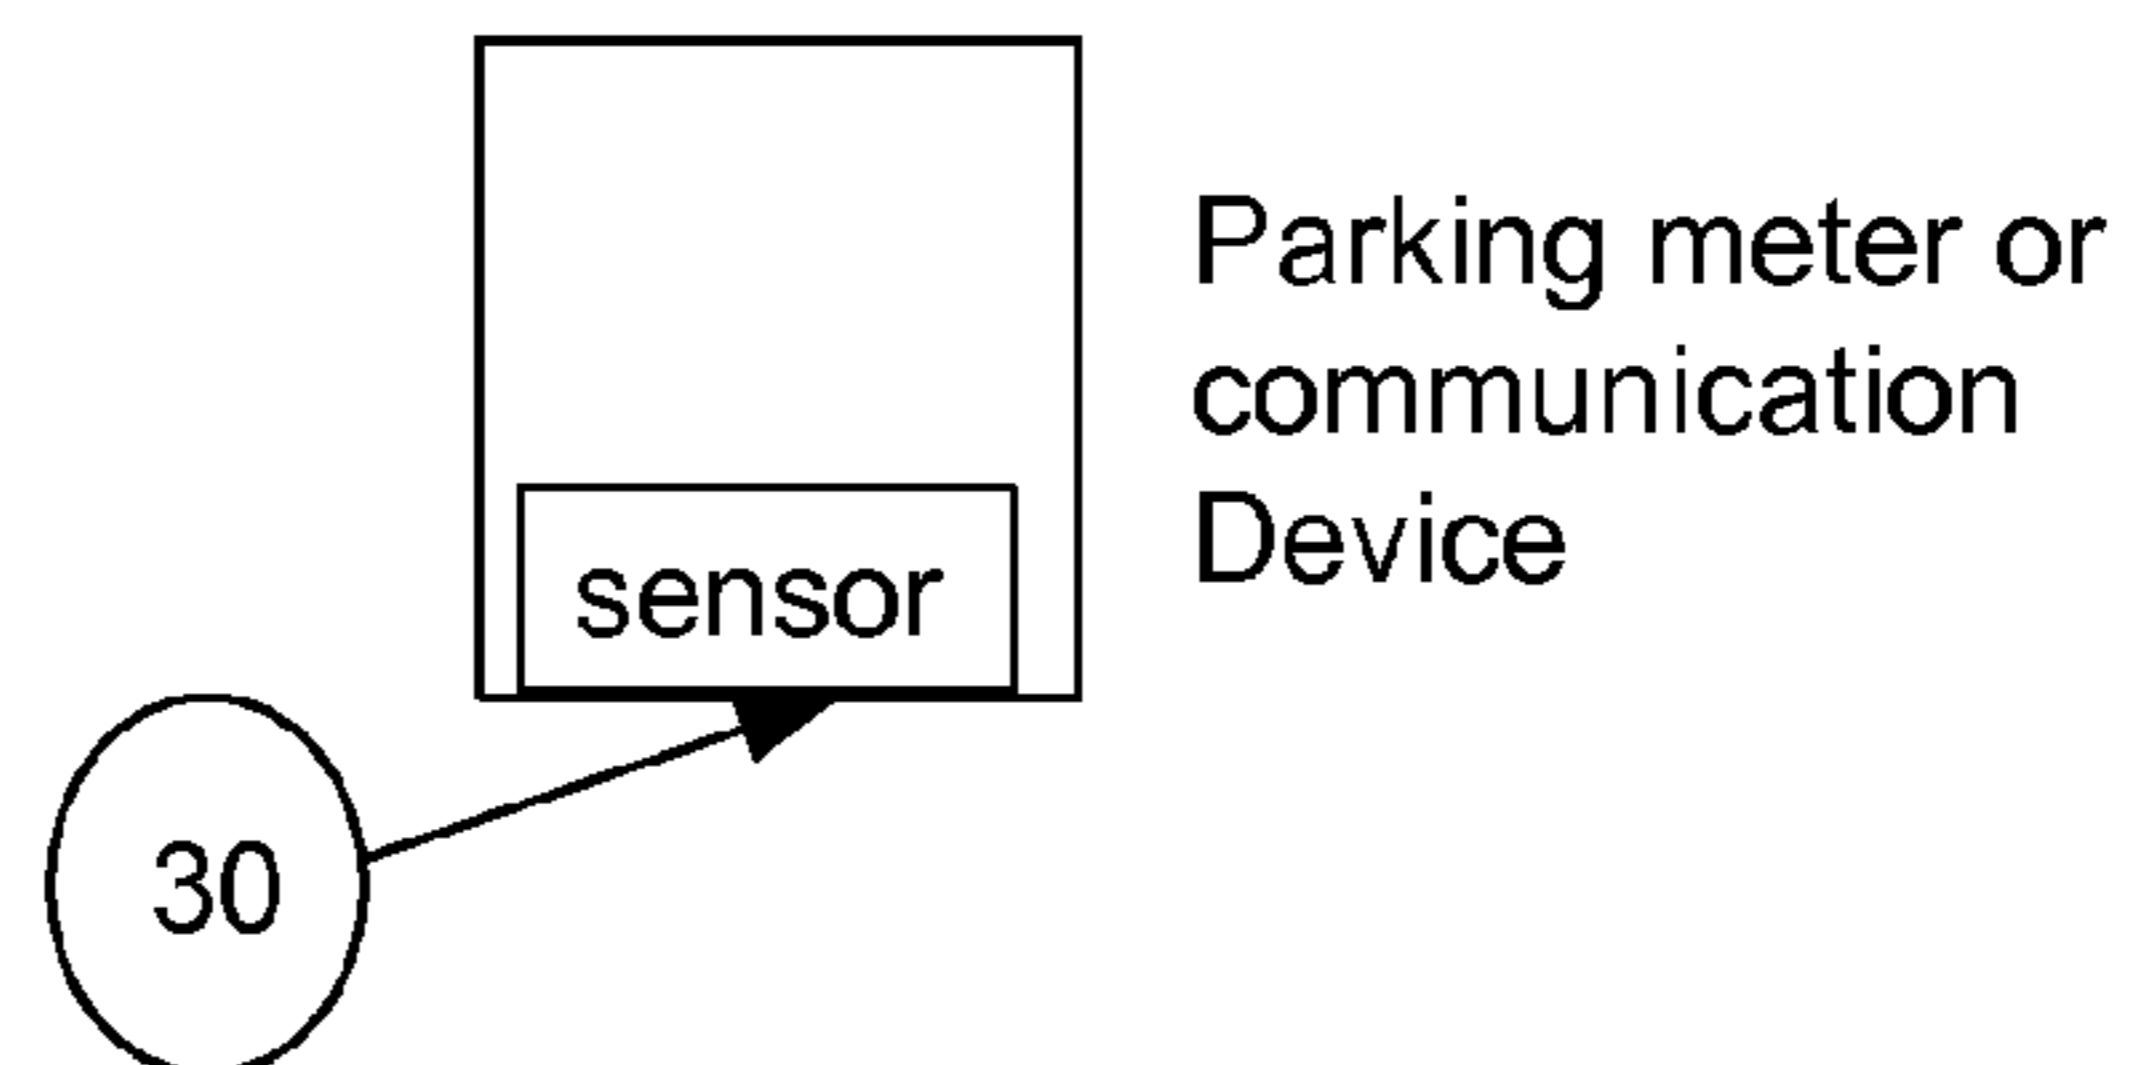 Parking meter or
communication
Device
sensor
30